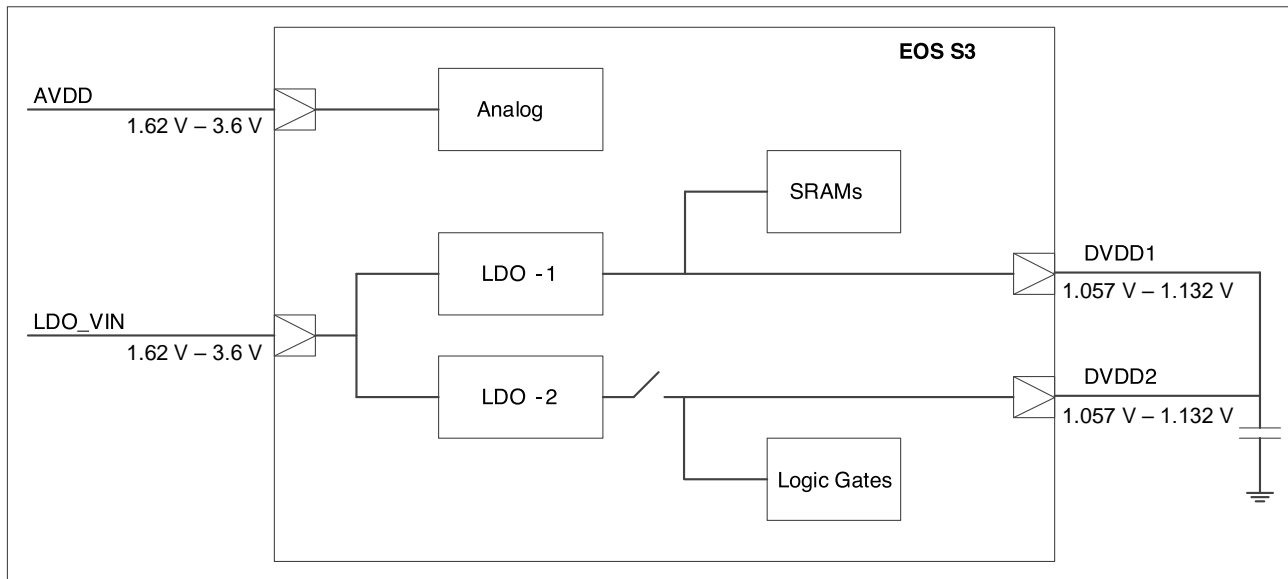 EOS S3
AVDD
1.62 V – 3.6 V
Analog
SRAMs
LDO -1
DVDD1
1.057 V – 1.132 V
LDO_VIN
1.62 V – 3.6 V
LDO -2
DVDD2
1.057 V – 1.132 V
Logic Gates